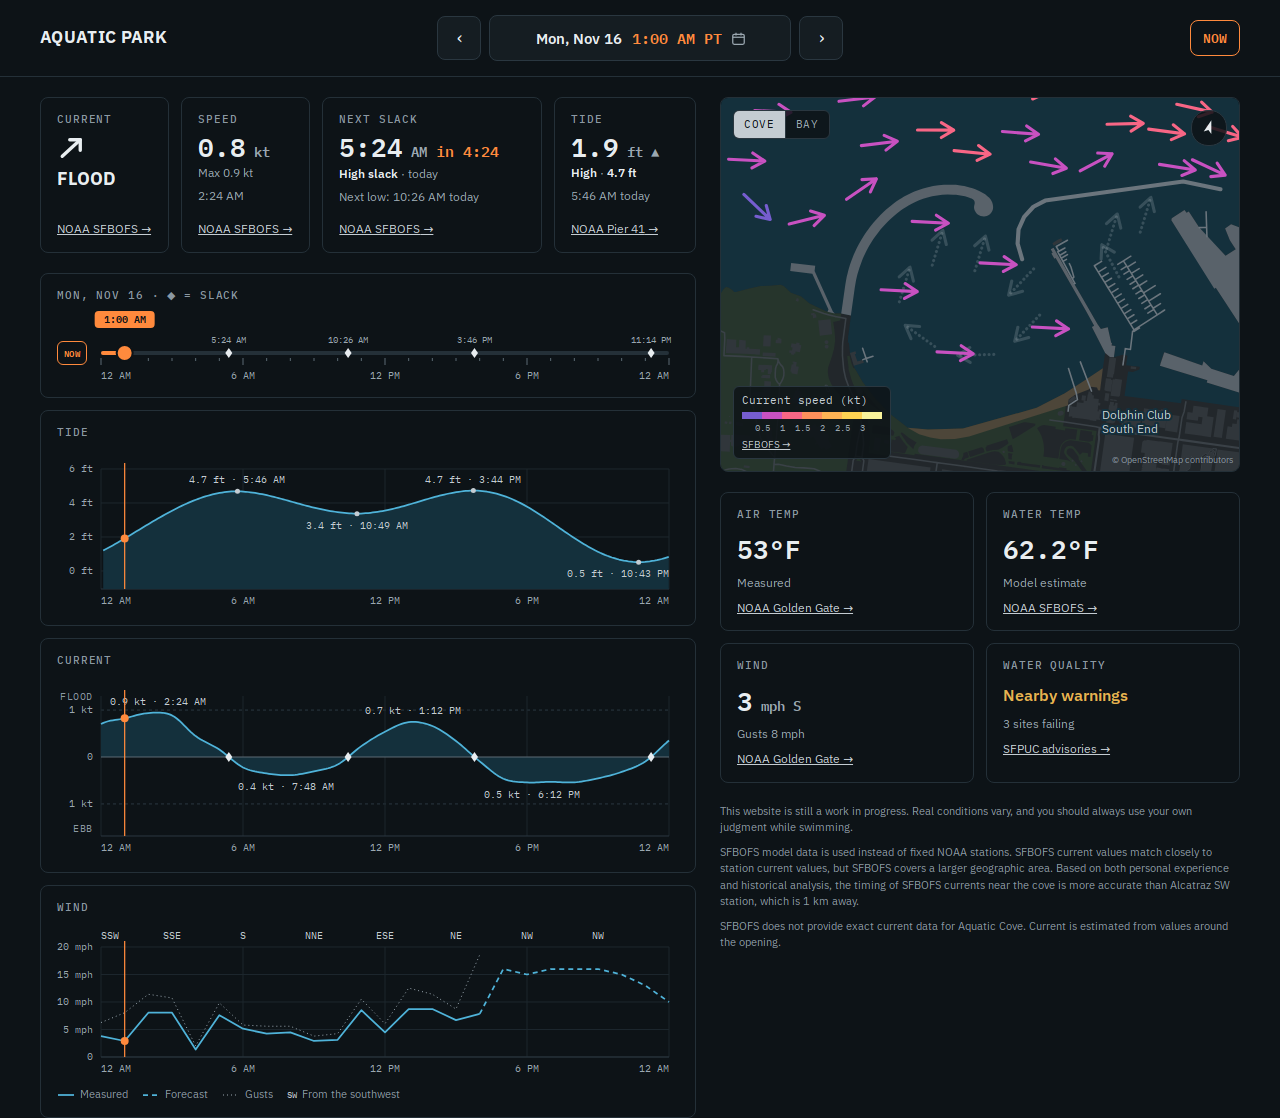 AQUATIC PARK
‹
Mon, Nov 16 1:00 AM PT
›
NOW
CURRENT
FLOOD
NOAA SFBOFS →
SPEED
0.8 kt
Max 0.9 kt
2:24 AM
NOAA SFBOFS →
NEXT SLACK
5:24 AM in 4:24
High slack · today
Next low: 10:26 AM today
NOAA SFBOFS →
TIDE
1.9 ft ▲
High · 4.7 ft
5:46 AM today
NOAA Pier 41 →
MON, NOV 16 · ◆ = SLACK
1:00 AM
5:24 AM 10:26 AM 3:46 PM 11:14 PM
NOW
12 AM 6 AM 12 PM 6 PM 12 AM
TIDE
6 ft
4.7 ft · 5:46 AM 4.7 ft · 3:44 PM
4 ft
3.4 ft · 10:49 AM
2 ft
0 ft
0.5 ft · 10:43 PM
12 AM 6 AM 12 PM 6 PM 12 AM
CURRENT
FLOOD
0.9 kt · 2:24 AM
1 kt
0.7 kt · 1:12 PM
0
0.4 kt · 7:48 AM
0.5 kt · 6:12 PM
1 kt
EBB
12 AM 6 AM 12 PM 6 PM 12 AM
WIND
SSW SSE S NNE ESE NE NW NW
20 mph
15 mph
10 mph
5 mph
0
12 AM 6 AM 12 PM 6 PM 12 AM
Measured Forecast Gusts SW From the southwest
COVE BAY
Current speed (kt)
0.5 1 1.5 2 2.5 3
SFBOFS →
Dolphin Club
South End
© OpenStreetMap contributors
AIR TEMP
53°F
Measured
NOAA Golden Gate →
WATER TEMP
62.2°F
Model estimate
NOAA SFBOFS →
WIND
3 mph S
Gusts 8 mph
NOAA Golden Gate →
WATER QUALITY
Nearby warnings
3 sites failing
SFPUC advisories →
This website is still a work in progress. Real conditions vary, and you should always use your own
judgment while swimming.
SFBOFS model data is used instead of fixed NOAA stations. SFBOFS current values match closely to
station current values, but SFBOFS covers a larger geographic area. Based on both personal experience
and historical analysis, the timing of SFBOFS currents near the cove is more accurate than Alcatraz SW
station, which is 1 km away.
SFBOFS does not provide exact current data for Aquatic Cove. Current is estimated from values around
the opening.